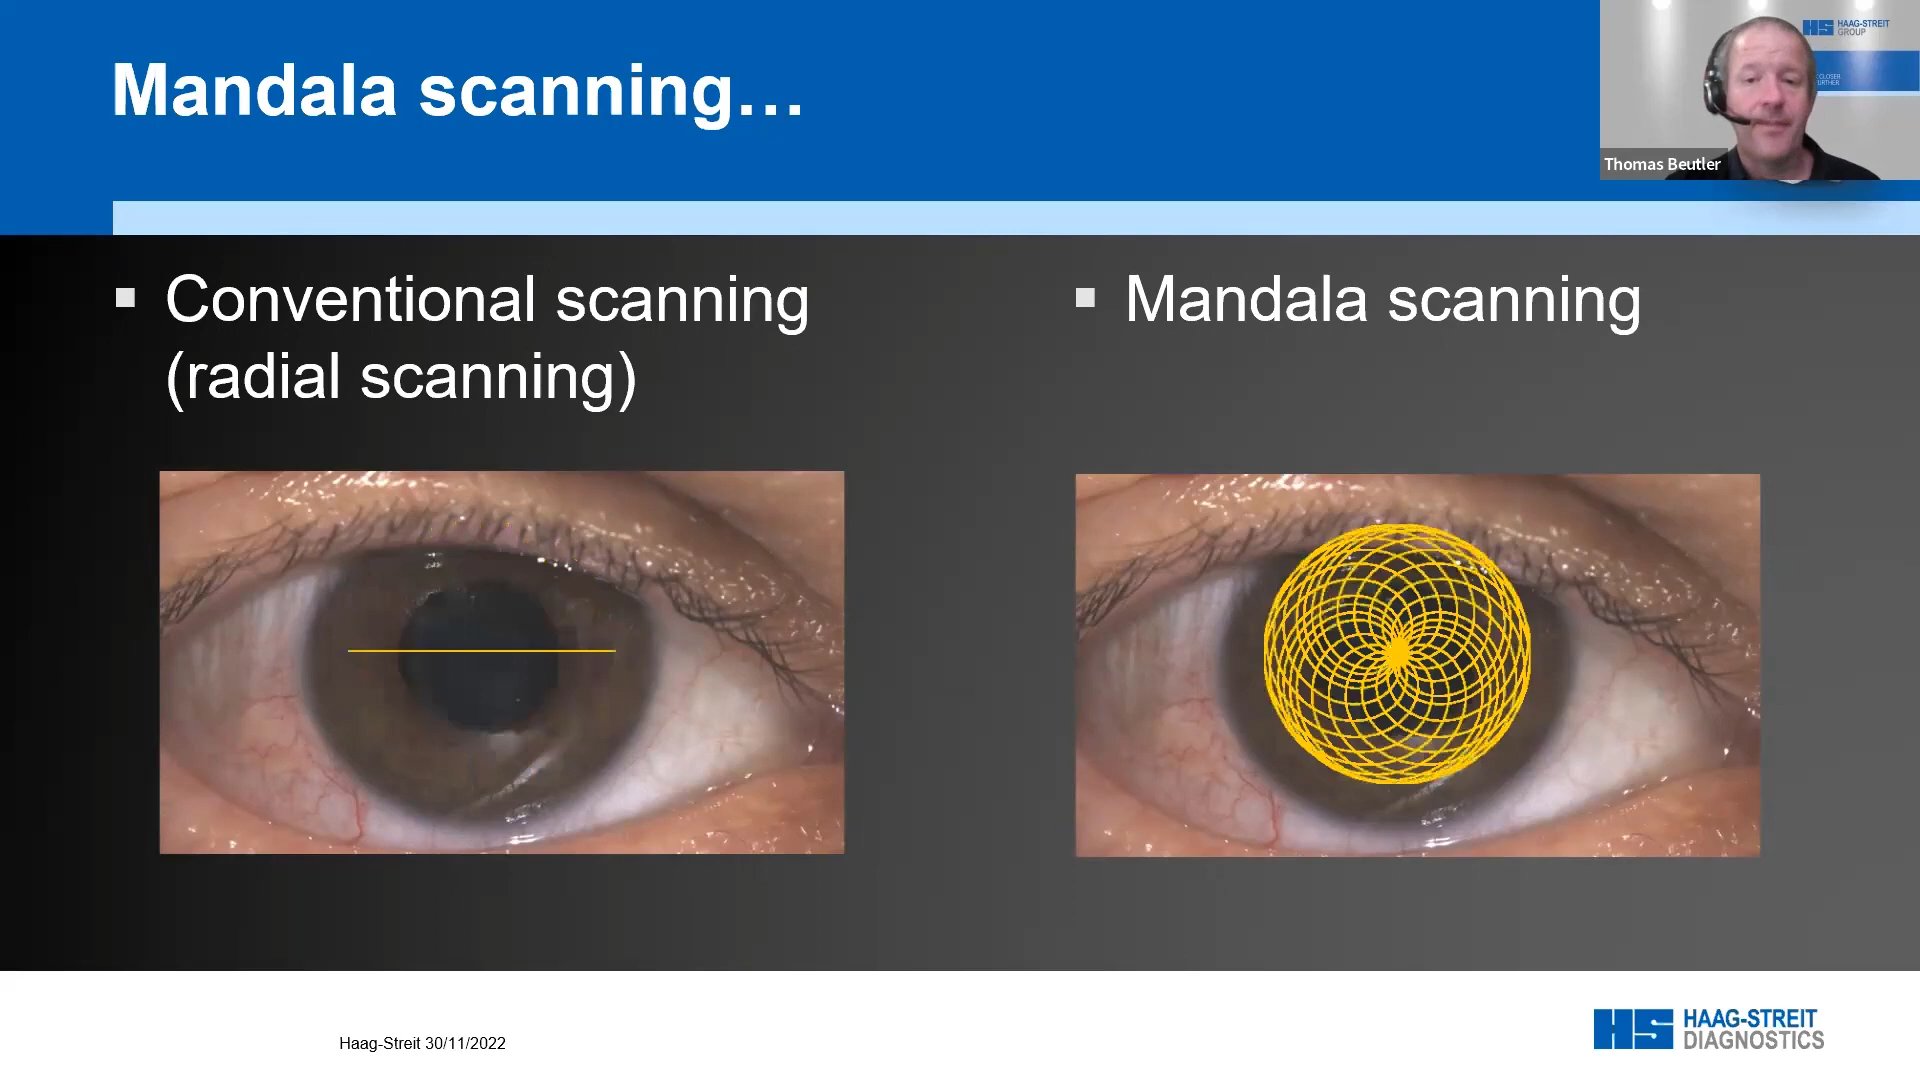 Mandala scanning…
HAAG-STREIT
GROUP
Thomas Beutler
Conventional scanning
(radial scanning)
Mandala scanning
Haag-Streit 30/11/2022
HS HAAG-STREIT
DIAGNOSTICS